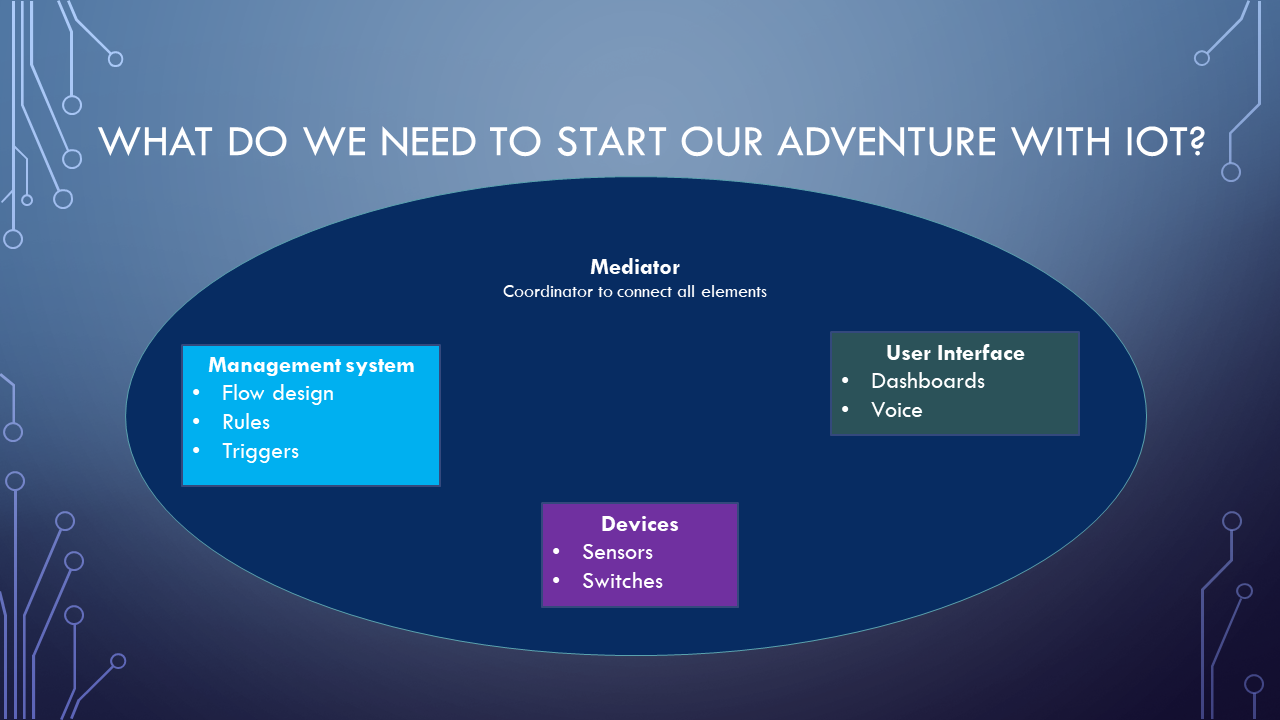 WHAT DO WE NEED TO START OUR ADVENTURE WITH IOT?
Mediator
Coordinator to connect all elements
Management system
• Flow design
• Rules
• Triggers
User Interface
• Dashboards
• Voice
Devices
• Sensors
• Switches